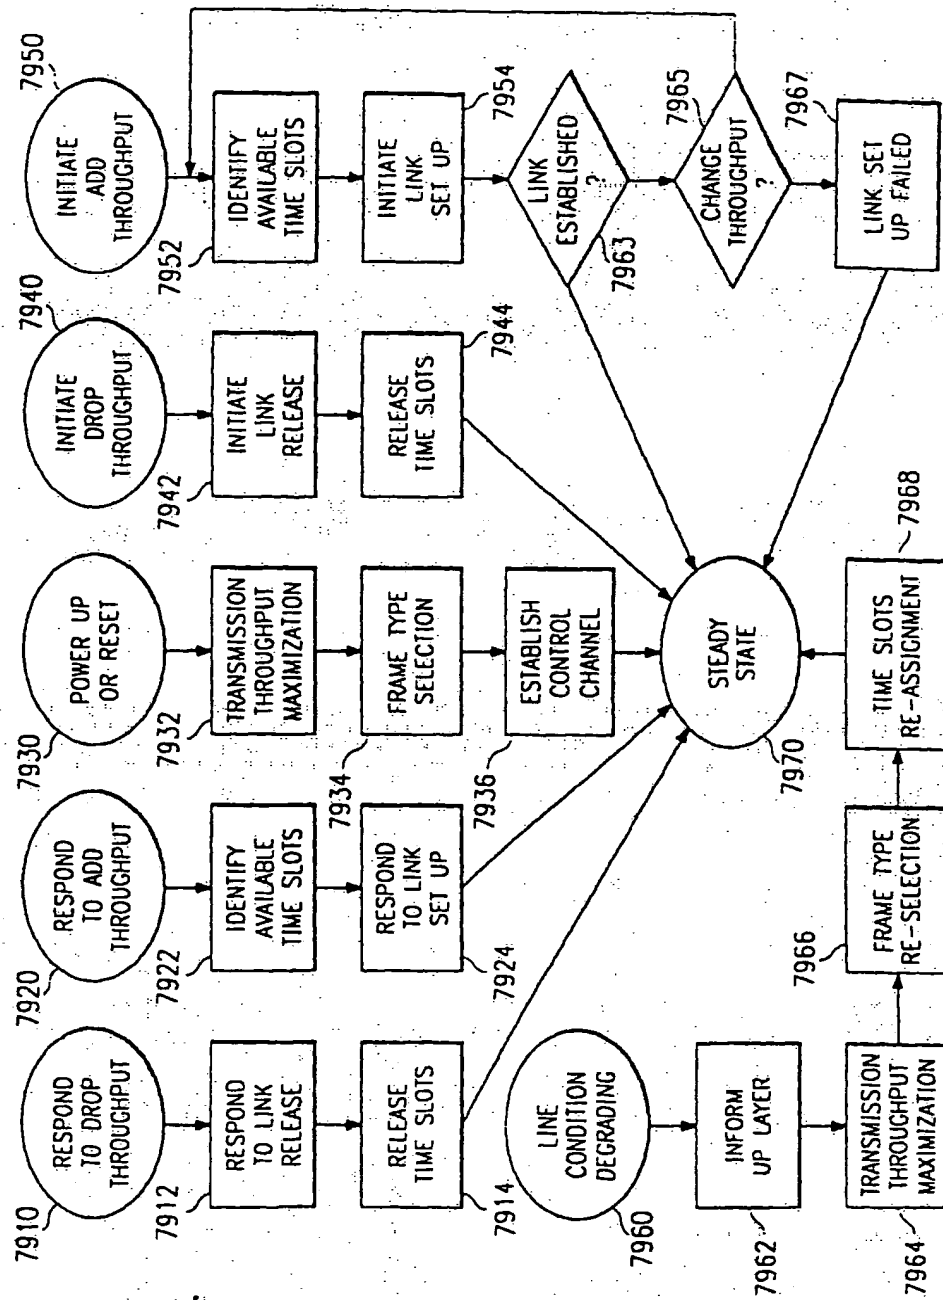 7910
RESPOND
TO DROP
THROUGHPUT
7912
RESPOND
TO LINK
RELEASE
RELEASE
TIME SLOTS
7914
7920
RESPOND
TO ADD
THROUGHPUT
7922
IDENTIFY
AVAILABLE
TIME SLOTS
RESPOND
TO LINK
SET UP
7924
7930
POWER UP
OR RESET
7932
TRANSMISSION
THROUGHPUT
MAXIMIZATION
7934
FRAME TYPE
SELECTION
7936
ESTABLISH
CONTROL
CHANNEL
7940
INITIATE
DROP
THROUGHPUT
7942
INITIATE
LINK
RELEASE
RELEASE
TIME SLOTS
7944
7950
INITIATE
ADD
THROUGHPUT
7952
IDENTIFY
AVAILABLE
TIME SLOTS
INITIATE
LINK
SET UP
7954
LINK
ESTABLISHED
?
7963
CHANGE
THROUGHPUT
?
7965
7967
LINK SET
UP FAILED
LINE
CONDITION
DEGRADING
7960
INFORM
UP LAYER
7962
TRANSMISSION
THROUGHPUT
MAXIMIZATION
7964
7966
FRAME TYPE
RE-SELECTION
TIME SLOTS
RE-ASSIGNMENT
7968
STEADY
STATE
7970